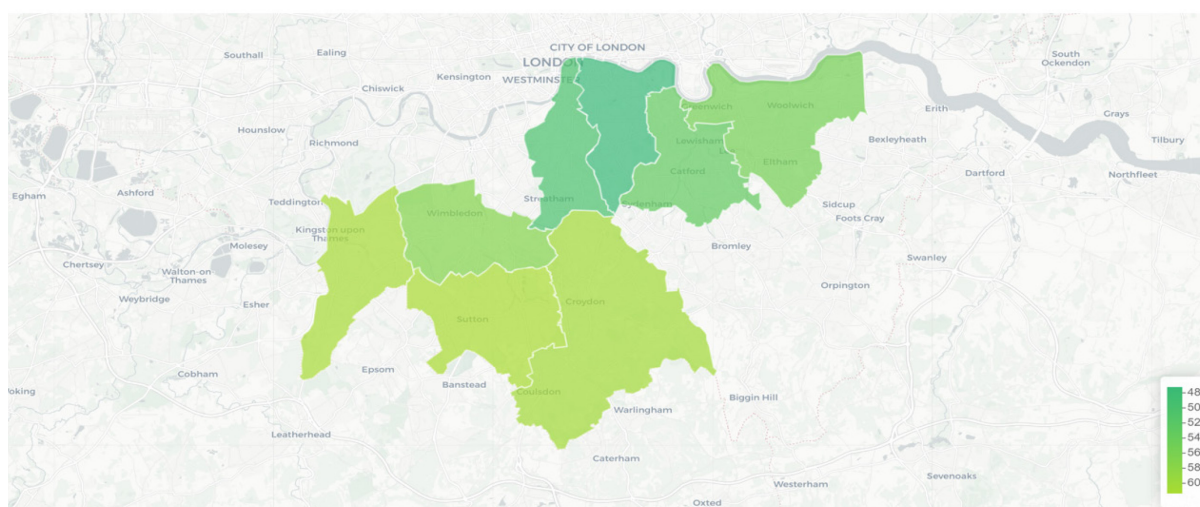 CITY OF LONDON
Southall
Ealing
South
Ockendon
LONDON
Kensington
WESTMINSTER
Chiswick
Woolwich
Erith
Grays
Hounslow
Richmond
Lewisham
Bexleyheath
Tilbury
Catford
Eltham
Dartford
Northfleet
Egham
Ashford
Teddington
Streatham
Sidcup
Foots Cray
Wimbledon
Kingston upon
Thames
Molesey
Bromley
Swanley
Chertsey
Walton-on
Thames
Orpington
Weybridge
Esher
Croydon
Sutton
Epsom
Cobham
Banstead
Coulsdon
Biggin Hill
Warlingham
Leatherhead
Caterham
Westerham
Sevenoaks
Oxted
48
50
52
54
56
58
60